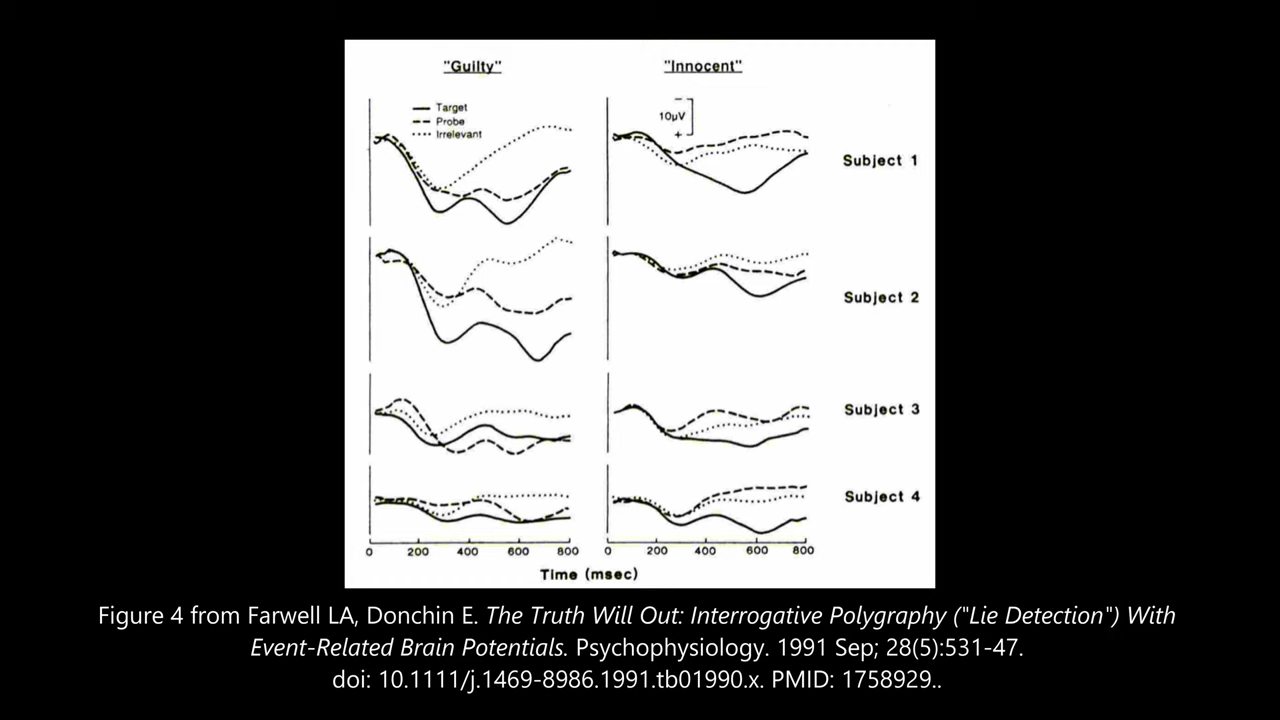 "Guilty"
"Innocent"
Target
Probe
Irrelevant
10µV
+
Subject 1
Subject 2
Subject 3
Subject 4
0 200 400 600 800
0 200 400 600 800
Time (msec)
Figure 4 from Farwell LA, Donchin E. The Truth Will Out: Interrogative Polygraphy ("Lie Detection") With
Event-Related Brain Potentials. Psychophysiology. 1991 Sep; 28(5):531-47.
doi: 10.1111/j.1469-8986.1991.tb01990.x. PMID: 1758929..